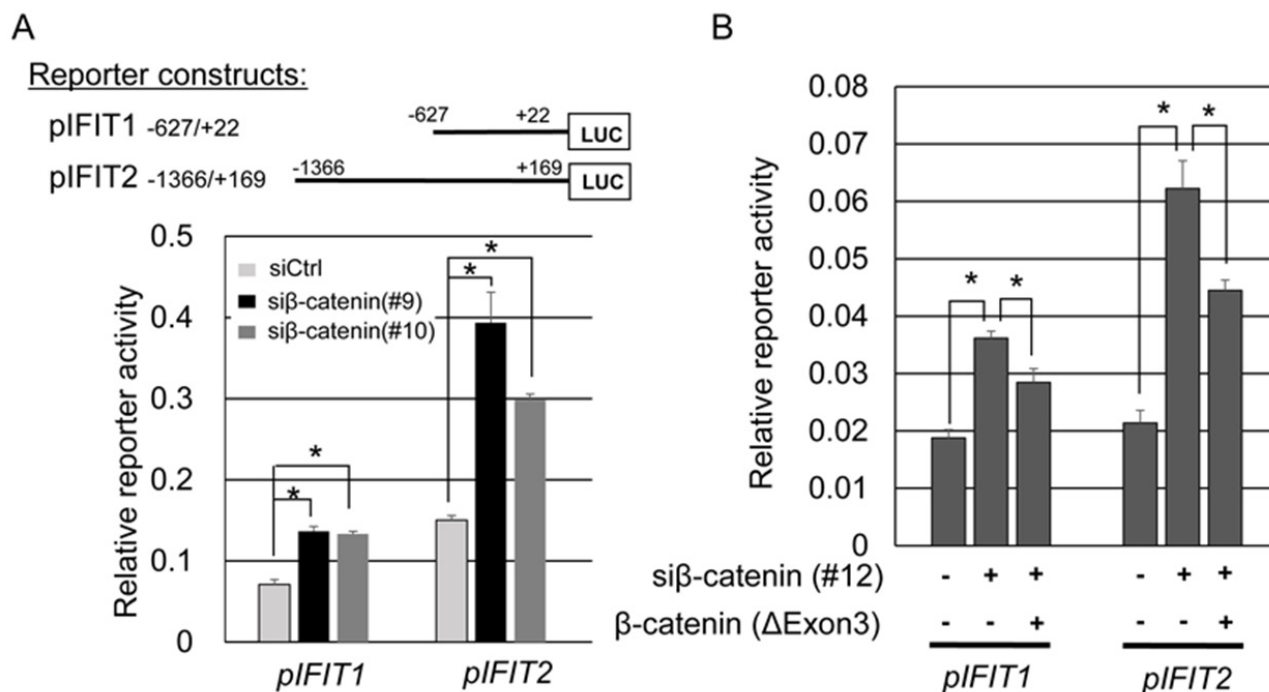 A
Reporter constructs:
pIFIT1 -627/+22
-627
+22
LUC
pIFIT2 -1366/+169
-1366
+169
LUC
Relative reporter activity
0.5
0.4
0.3
0.2
0.1
0
siCtrl
siβ-catenin(#9)
siβ-catenin(#10)
*
*
*
*
pIFIT1
pIFIT2
B
Relative reporter activity
0.08
0.07
0.06
0.05
0.04
0.03
0.02
0.01
0
*
*
*
*
siβ-catenin (#12) - + + - + +
β-catenin (ΔExon3) - - + - - +
pIFIT1
pIFIT2